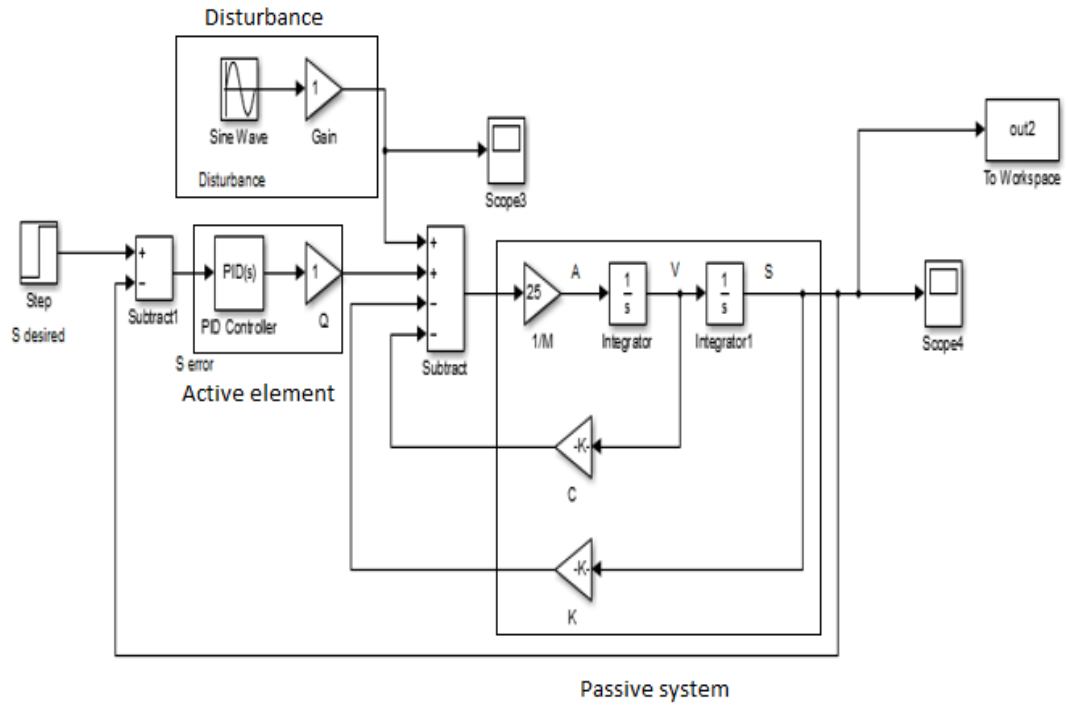 Disturbance
1
Sine Wave
Gain
Disturbance
Scope3
out2
To Workspace
Step
S desired
+
−
Subtract1
PID(s)
PID Controller
1
Q
S error
Active element
+
+
−
−
Subtract
25
1/M
A
1
s
Integrator
V
1
s
Integrator1
S
Scope4
-K-
C
-K-
K
Passive system